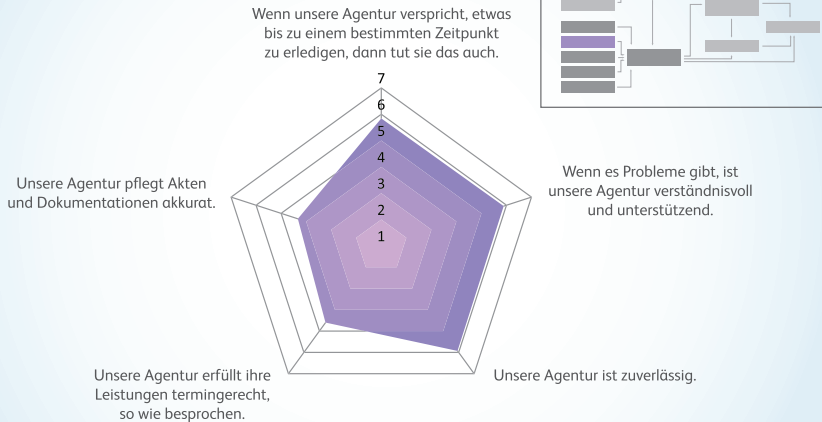 Wenn unsere Agentur verspricht, etwas
bis zu einem bestimmten Zeitpunkt
zu erledigen, dann tut sie das auch.
7
6
5
4
3
2
1
Wenn es Probleme gibt, ist
unsere Agentur verständnisvoll
und unterstützend.
Unsere Agentur pflegt Akten
und Dokumentationen akkurat.
Unsere Agentur erfüllt ihre
Leistungen termingerecht,
so wie besprochen.
Unsere Agentur ist zuverlässig.